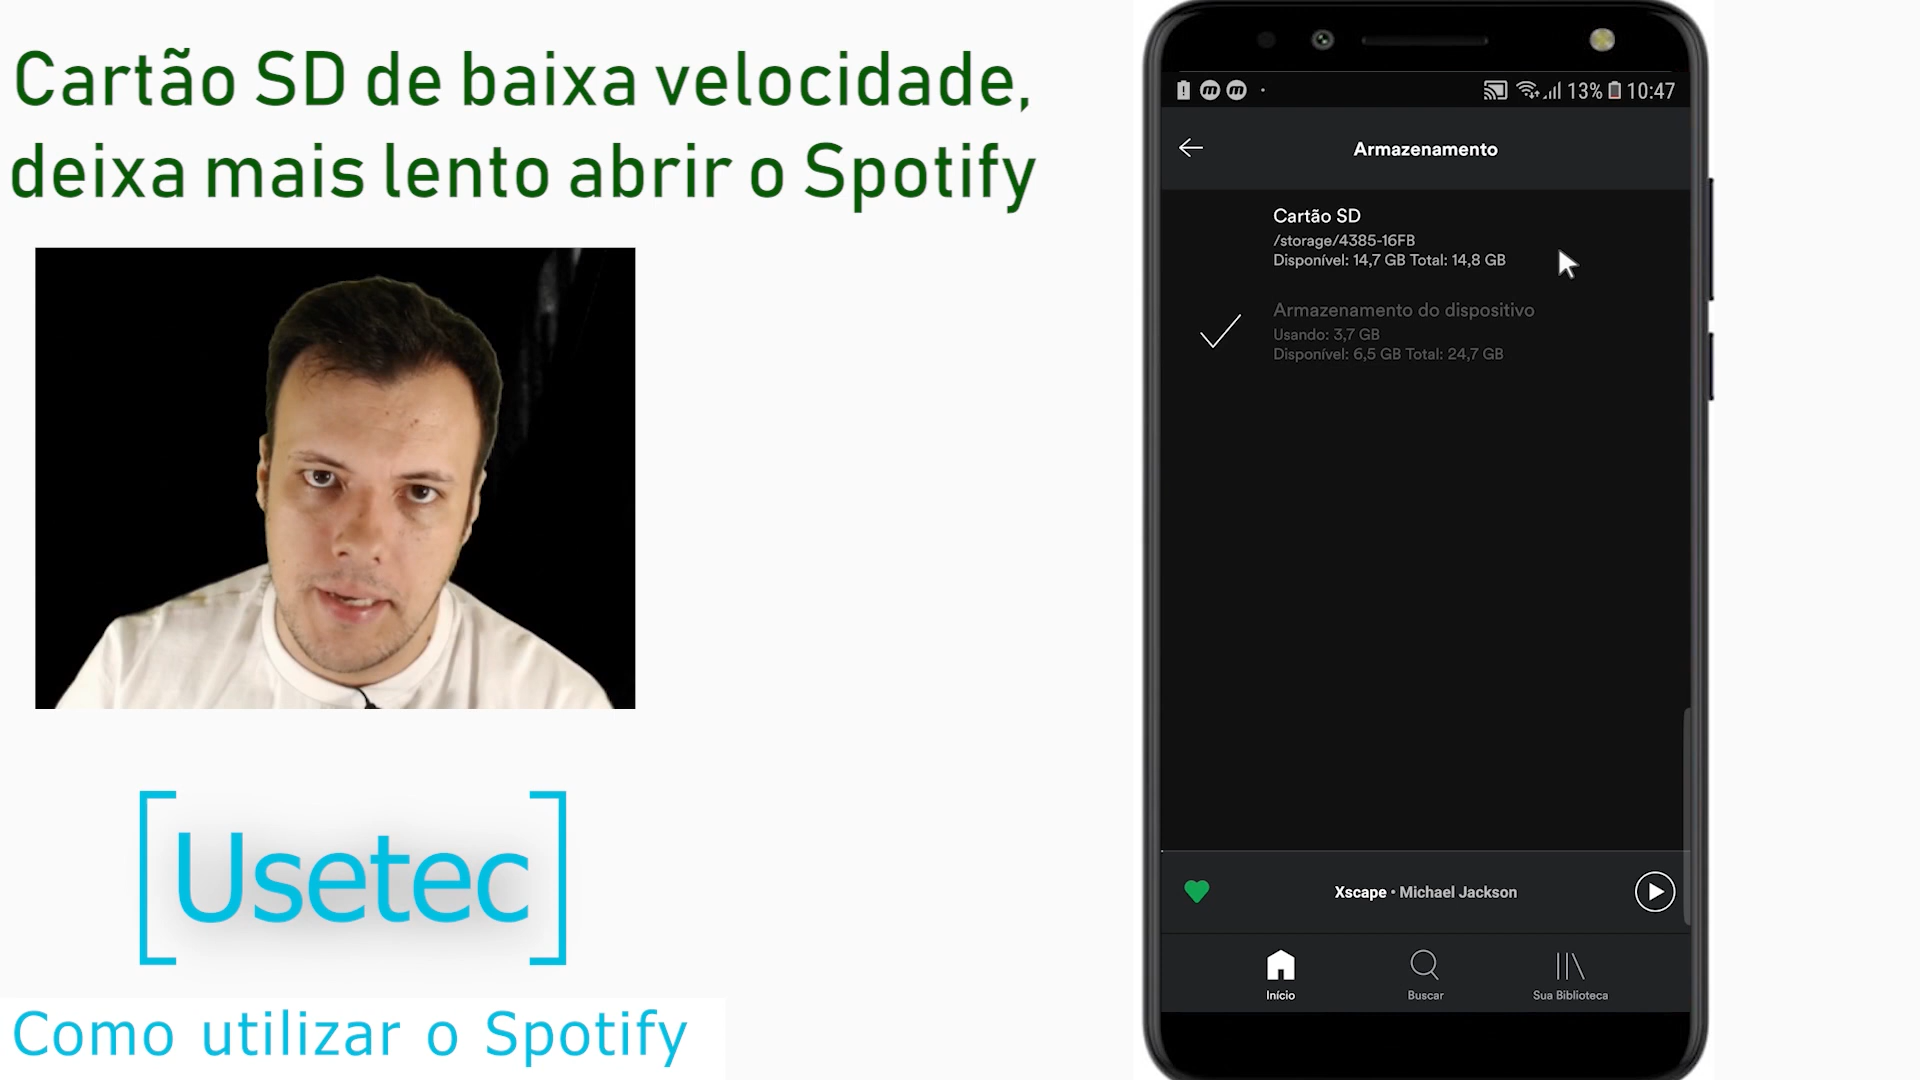 Cartão SD de baixa velocidade,
deixa mais lento abrir o Spotify
[Usetec]
Como utilizar o Spotify
13% 10:47
Armazenamento
Cartão SD
/storage/4385-16FB
Disponível: 14,7 GB Total: 14,8 GB
Armazenamento do dispositivo
Usando: 3,7 GB
Disponível: 6,5 GB Total: 24,7 GB
Xscape • Michael Jackson
Início
Buscar
Sua Biblioteca